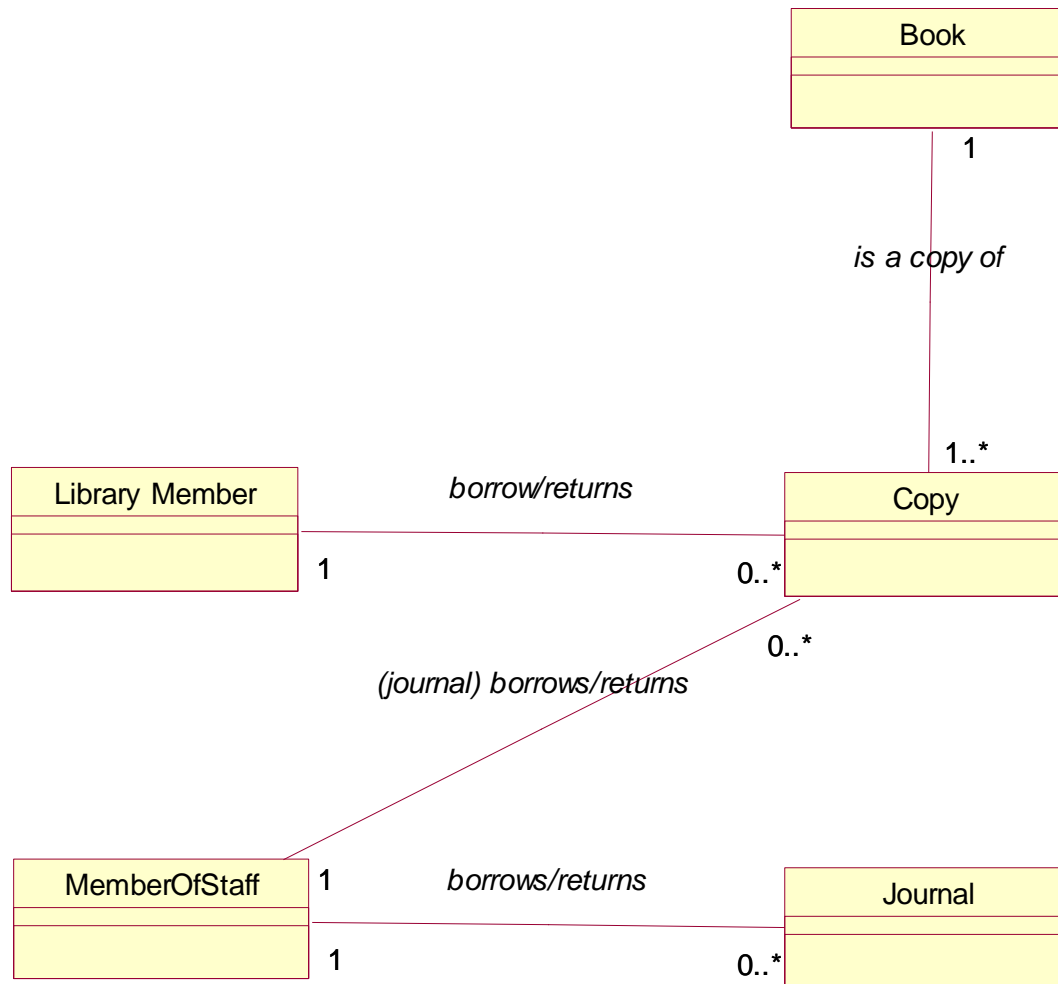 Book
1
is a copy of
1..*
Library Member
borrow/returns
Copy
1
0..*
0..*
(journal) borrows/returns
MemberOfStaff
1
borrows/returns
Journal
1
0..*